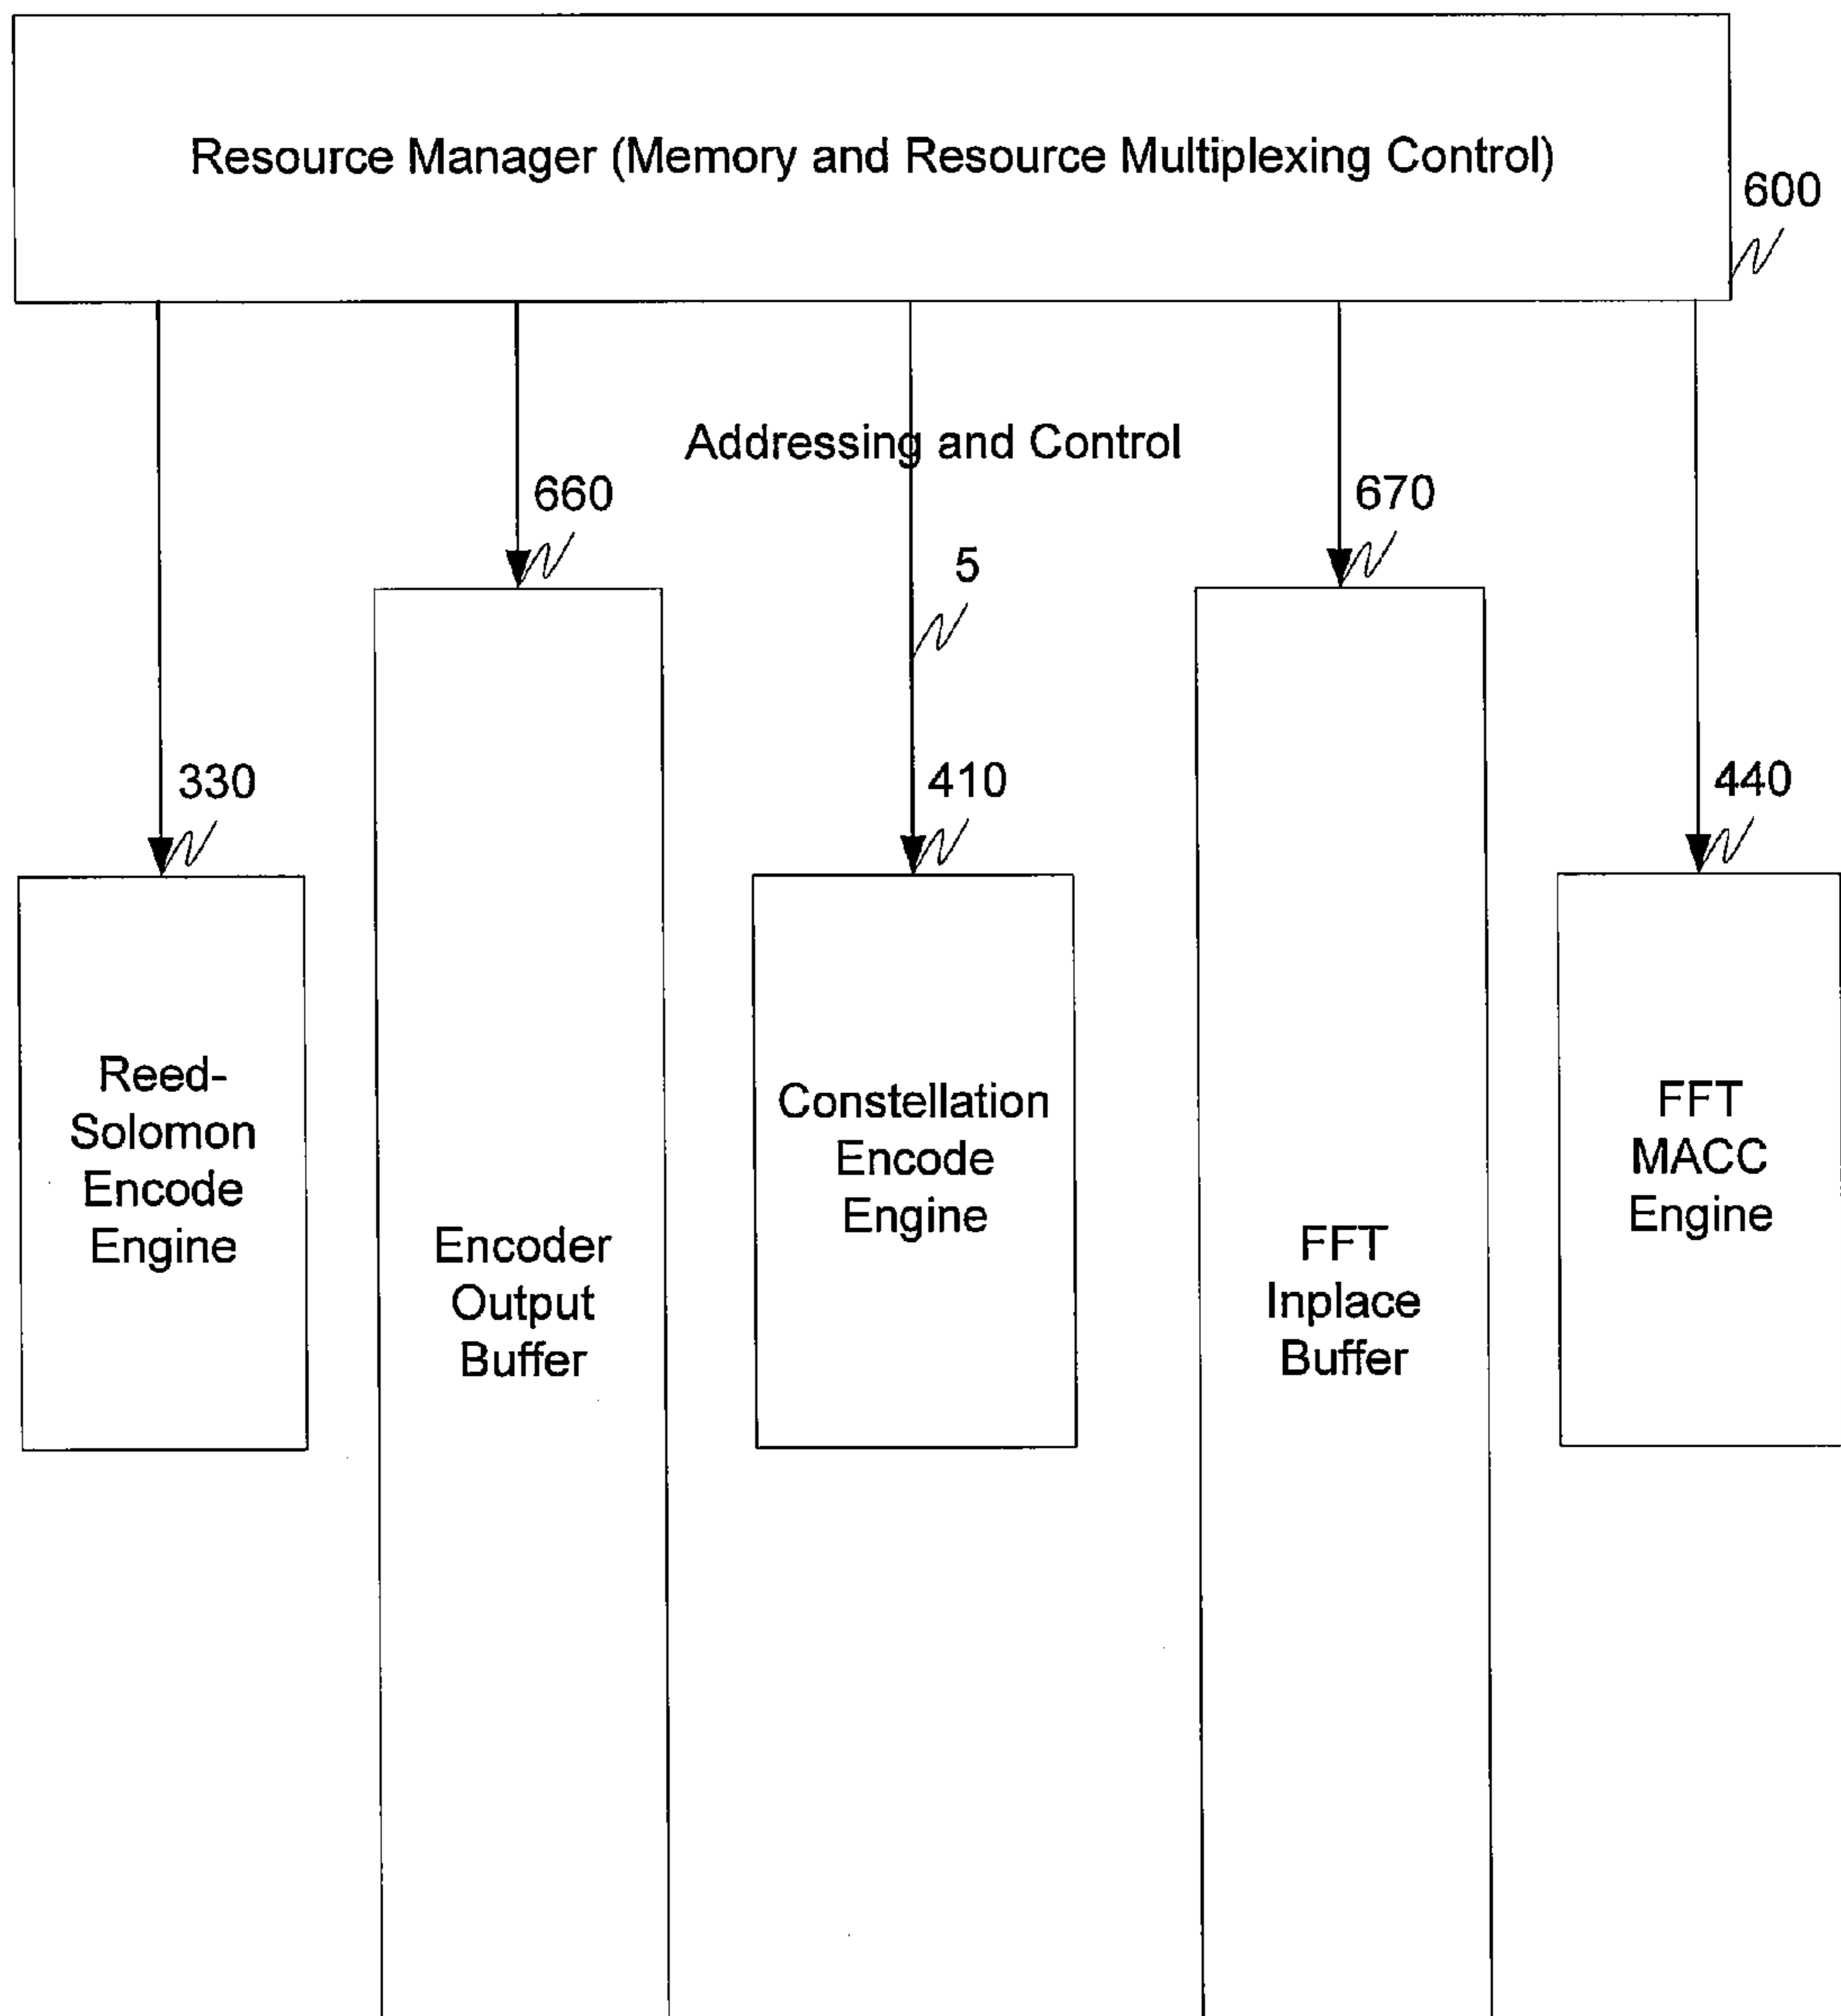 Resource Manager (Memory and Resource Multiplexing Control)
600
Addressing and Control
660
670
5
330
410
440
Reed-
Solomon
Encode
Engine
Encoder
Output
Buffer
Constellation
Encode
Engine
FFT
Inplace
Buffer
FFT
MACC
Engine